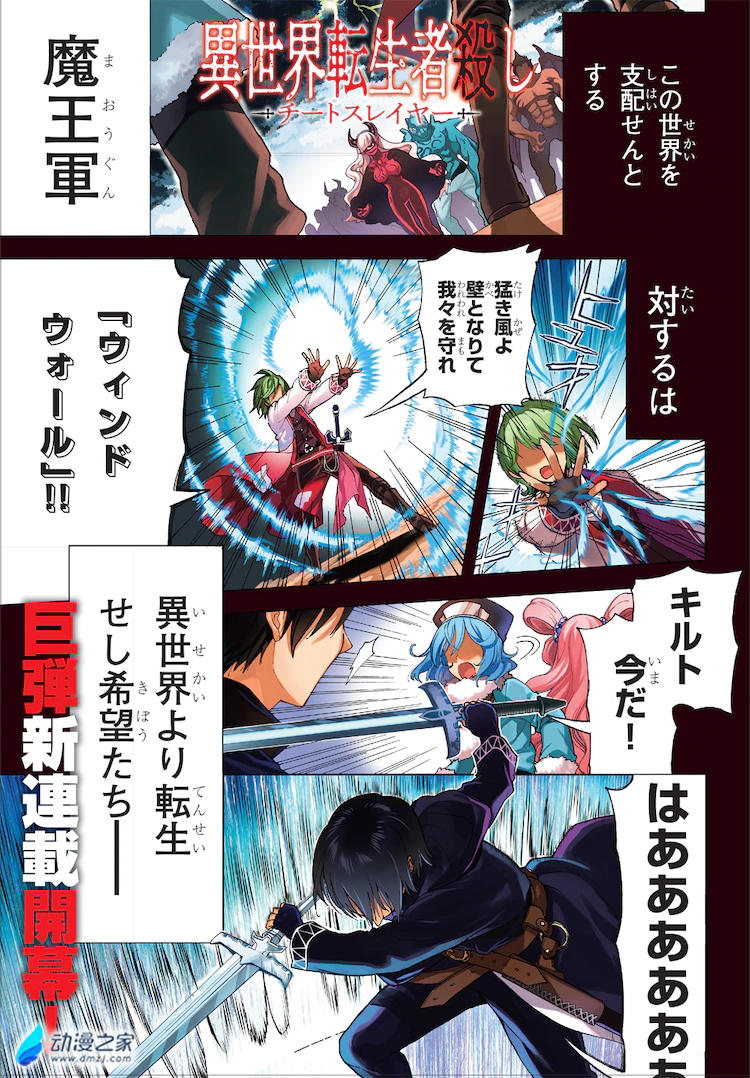 異世界転生者殺し
チートスレイヤー
この世界を
支配せんと
する
魔王軍
対するは
ヒュオ
猛き風よ
壁となりて
我々を守れ
『ウィンド
ウォール』!!
キルト
今だ!
異世界より転生
せし希望たち――
はあああああああ
巨弾新連載開幕!
动漫之家
www.dmzj.com